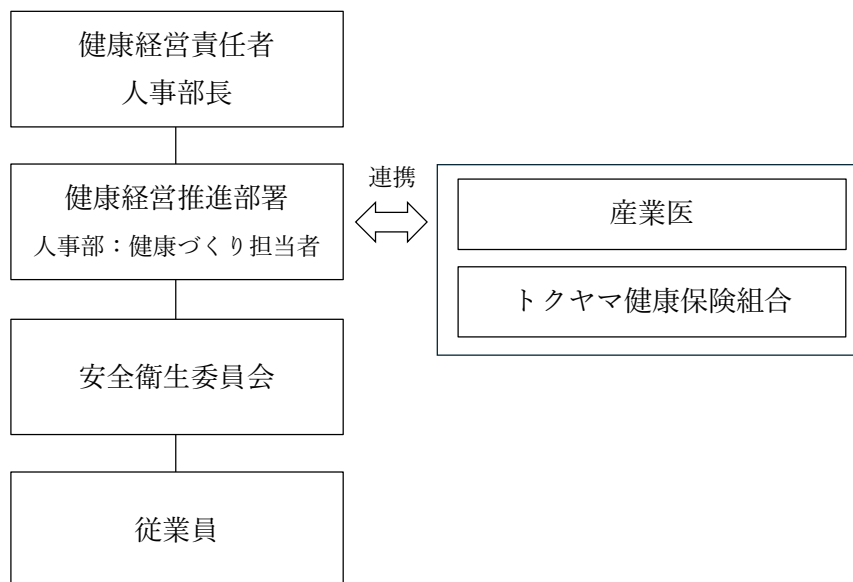 健康経営責任者
人事部長
健康経営推進部署
人事部：健康づくり担当者
連携
産業医
トクヤマ健康保険組合
安全衛生委員会
従業員